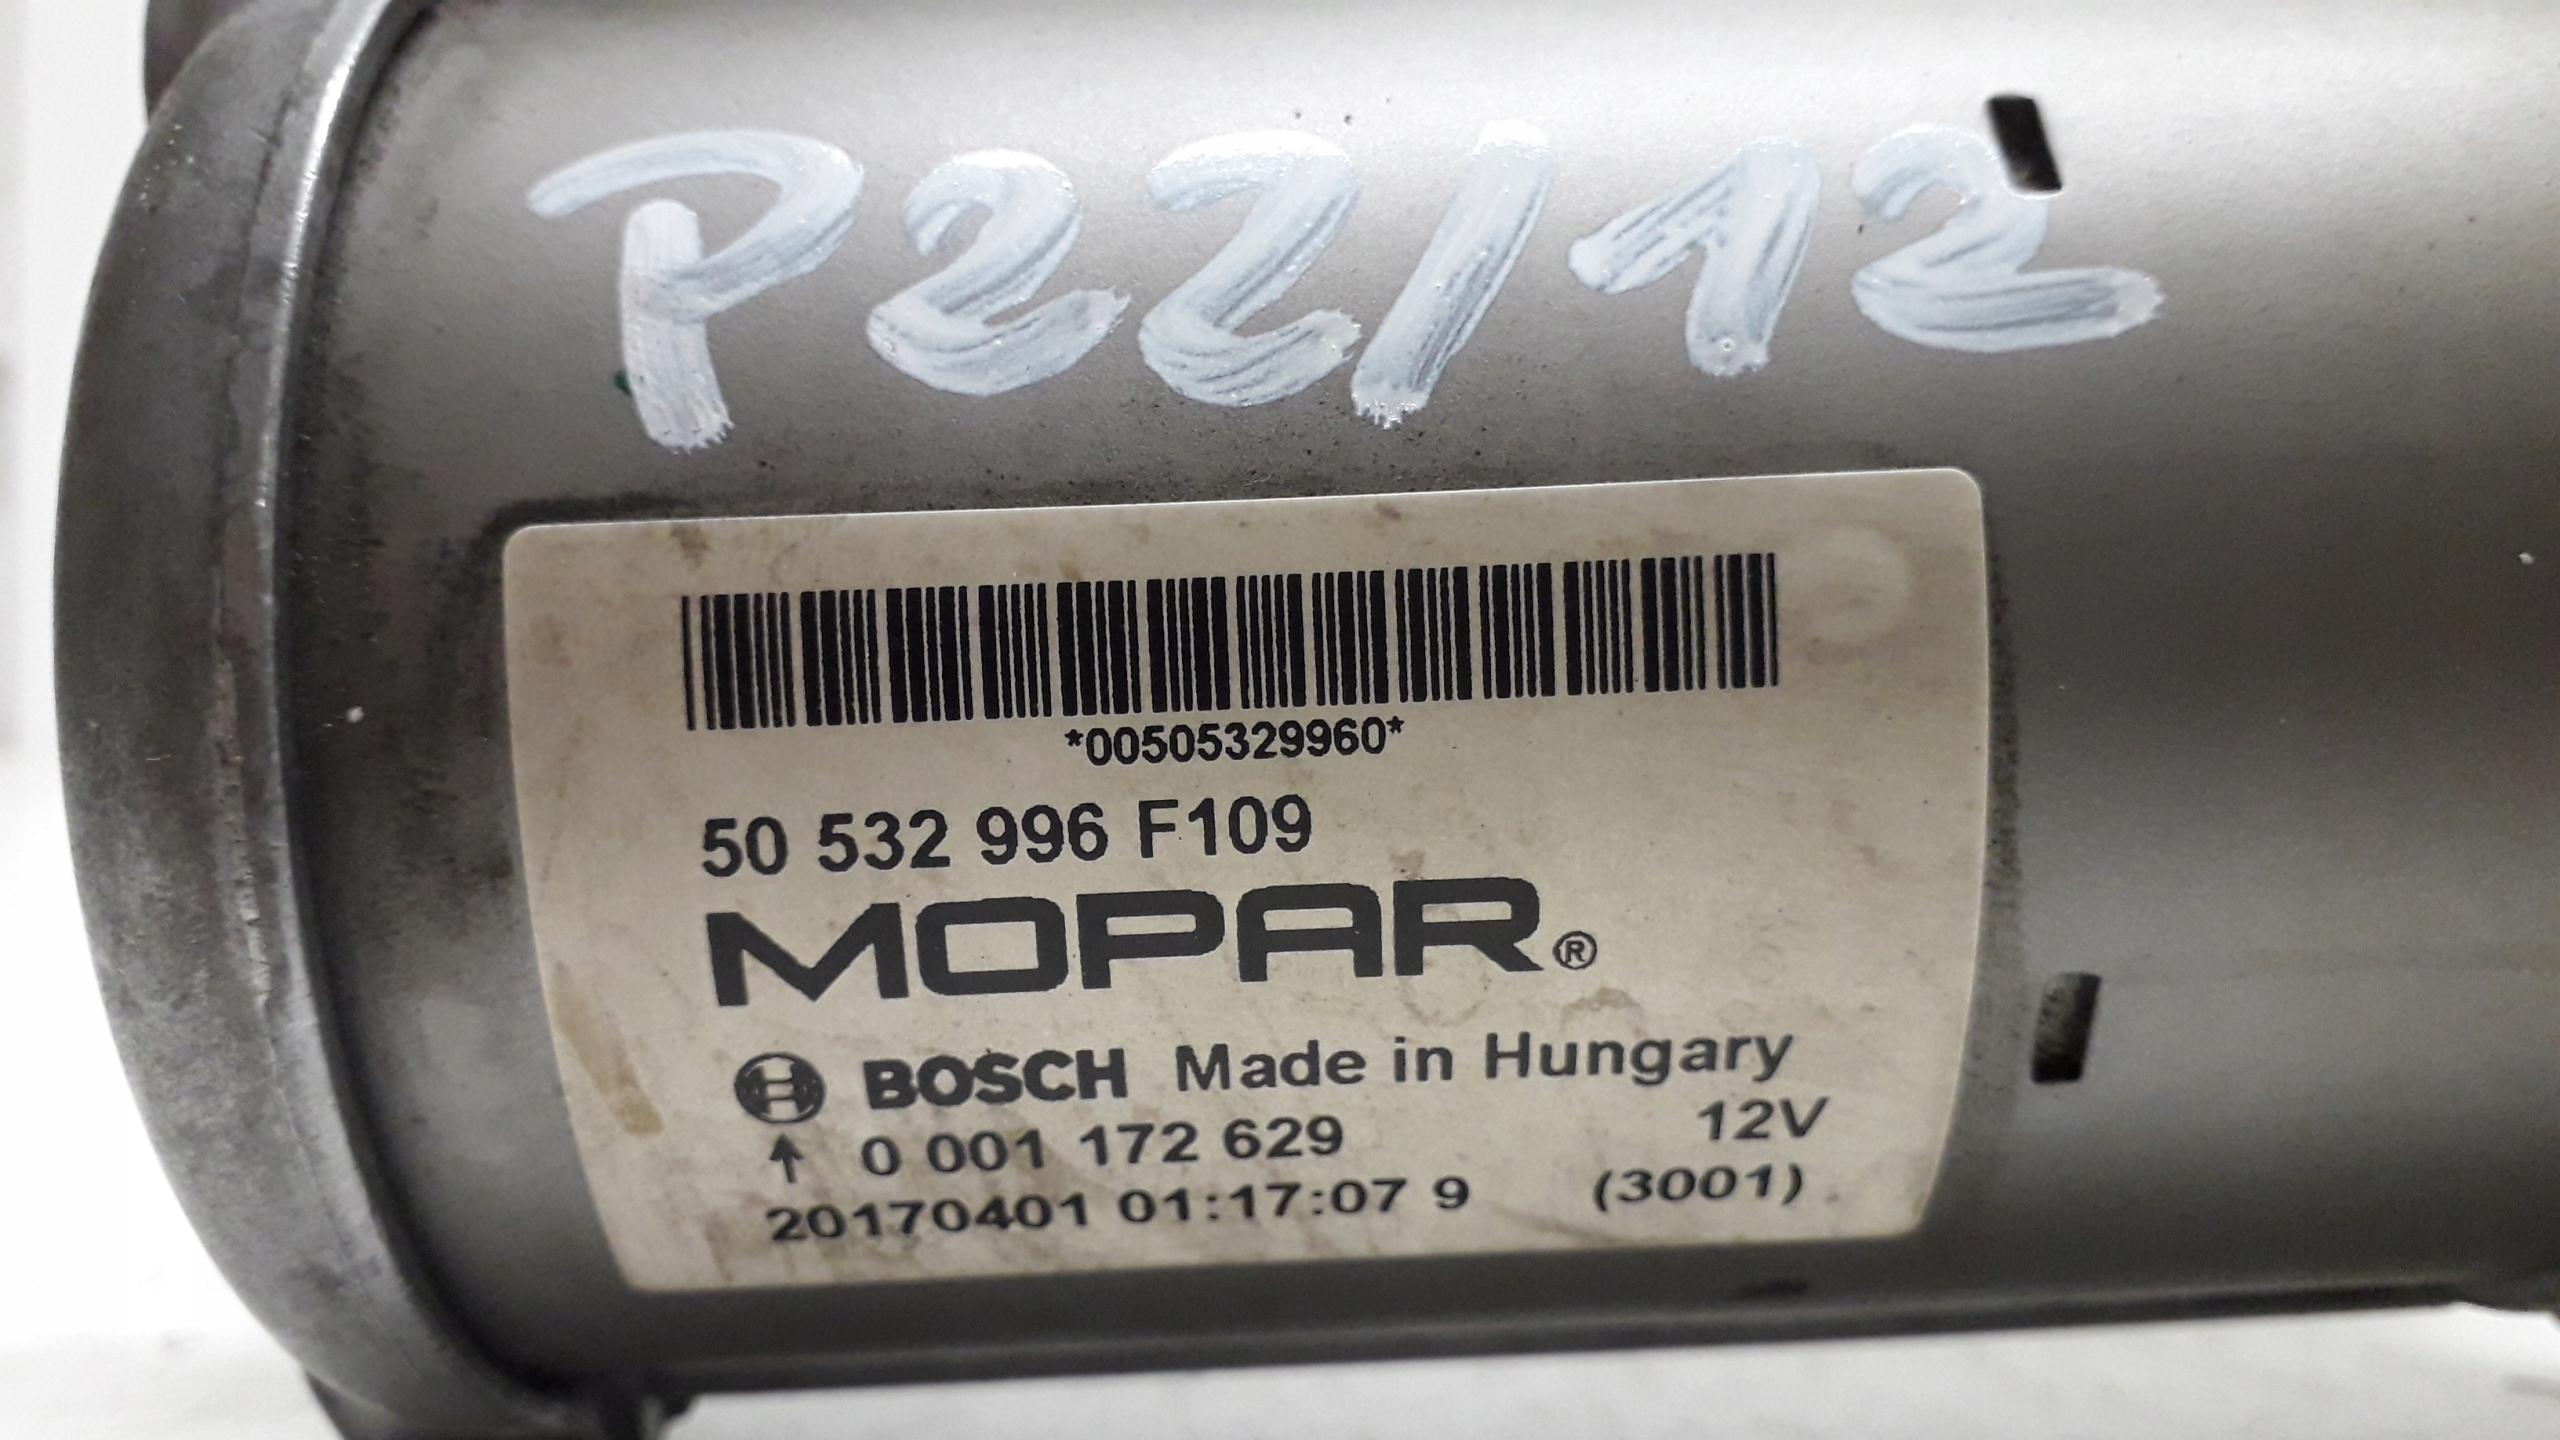 P22/12
*00505329960*
50 532 996 F109
MOPAR®
BOSCH Made in Hungary
↑ 0 001 172 629 12V
20170401 01:17:07 9 (3001)